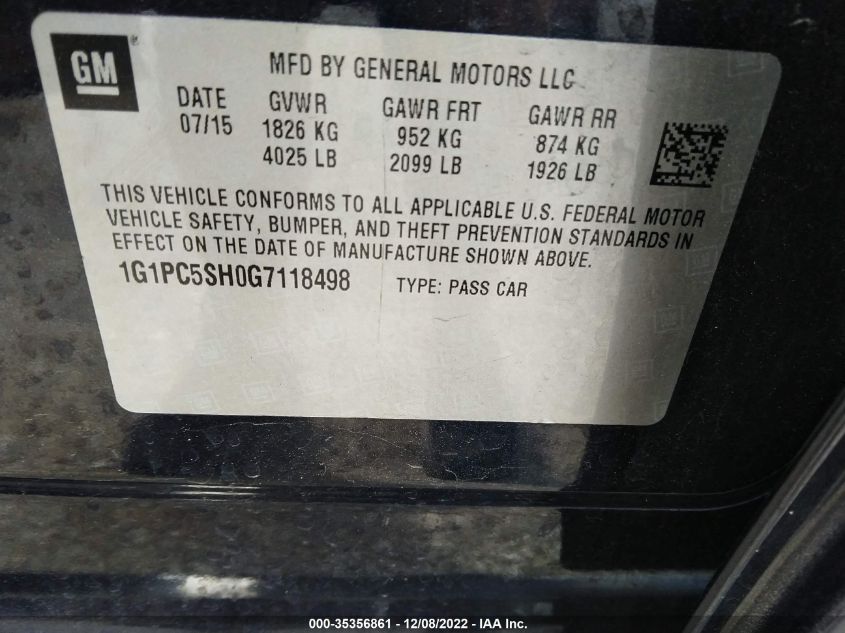 GM
MFD BY GENERAL MOTORS LLC
DATE GVWR GAWR FRT GAWR RR
07/15 1826 KG 952 KG 874 KG
4025 LB 2099 LB 1926 LB
THIS VEHICLE CONFORMS TO ALL APPLICABLE U.S. FEDERAL MOTOR
VEHICLE SAFETY, BUMPER, AND THEFT PREVENTION STANDARDS IN
EFFECT ON THE DATE OF MANUFACTURE SHOWN ABOVE.
1G1PC5SH0G7118498 TYPE: PASS CAR
000-35356861 - 12/08/2022 - IAA Inc.